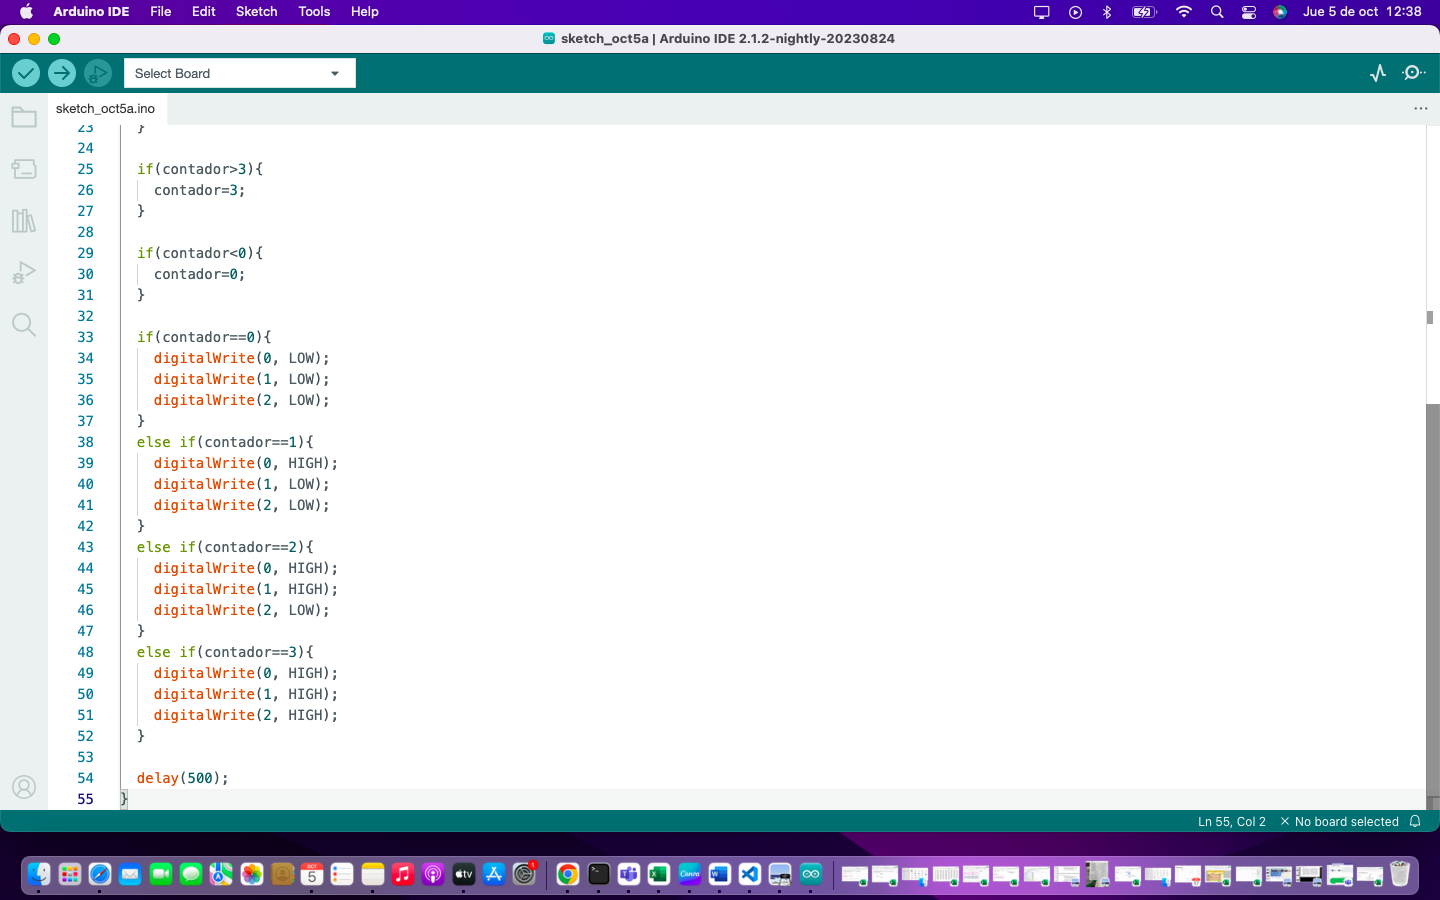 Arduino IDE File Edit Sketch Tools Help Jue 5 de oct 12:38
sketch_oct5a | Arduino IDE 2.1.2-nightly-20230824
Select Board
sketch_oct5a.ino
23 }
24
25 if(contador>3){
26 contador=3;
27 }
28
29 if(contador<0){
30 contador=0;
31 }
32
33 if(contador==0){
34 digitalWrite(0, LOW);
35 digitalWrite(1, LOW);
36 digitalWrite(2, LOW);
37 }
38 else if(contador==1){
39 digitalWrite(0, HIGH);
40 digitalWrite(1, LOW);
41 digitalWrite(2, LOW);
42 }
43 else if(contador==2){
44 digitalWrite(0, HIGH);
45 digitalWrite(1, HIGH);
46 digitalWrite(2, LOW);
47 }
48 else if(contador==3){
49 digitalWrite(0, HIGH);
50 digitalWrite(1, HIGH);
51 digitalWrite(2, HIGH);
52 }
53
54 delay(500);
55 }
Ln 55, Col 2 × No board selected
OCT
5
tv
Canva
1